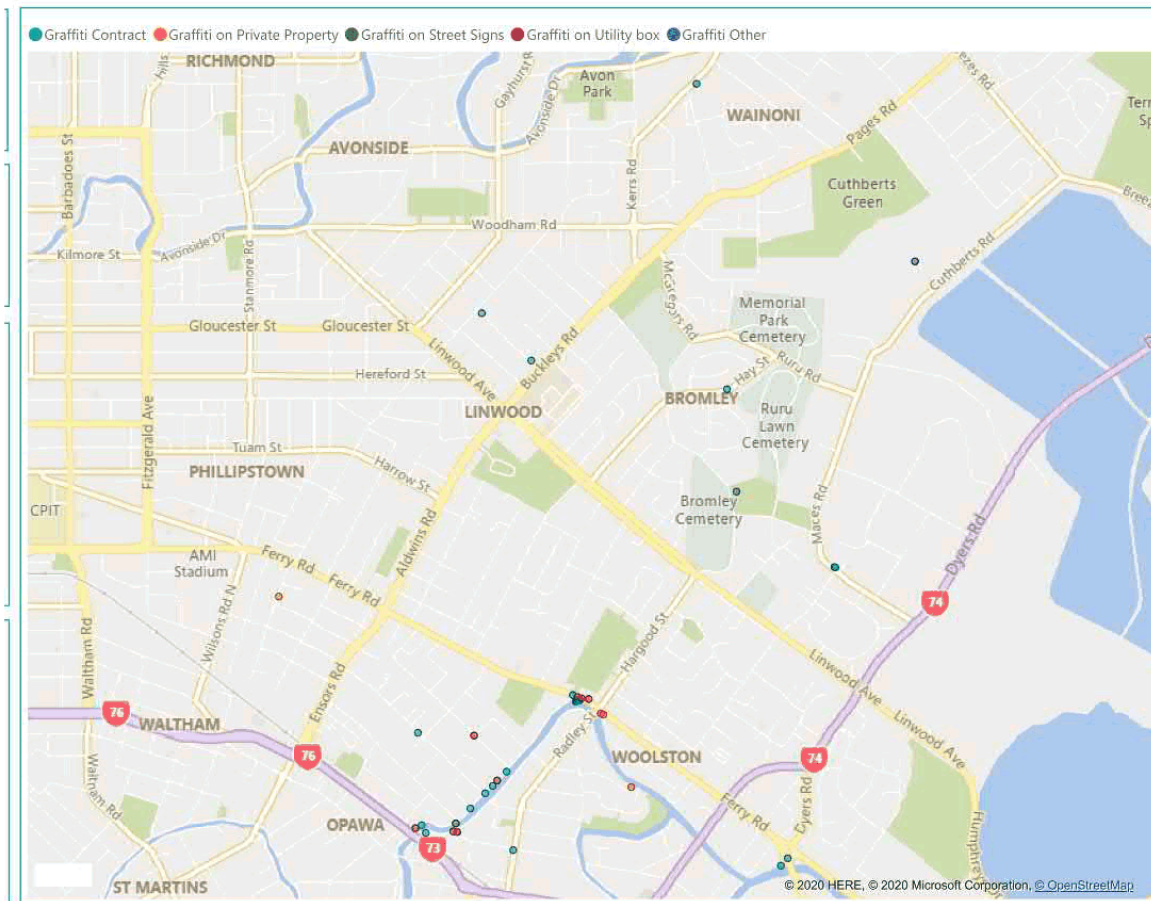 Graffiti Contract Graffiti on Private Property Graffiti on Street Signs Graffiti on Utility box Graffiti Other
RICHMOND
Hills
Gayhurst R
Avonside Dr
Avon
Park
ezes Rd
WAINONI
Pages Rd
Barbadoes St
AVONSIDE
Kerrs Rd
Cuthberts
Green
Woodham Rd
Kilmore St
Avonside Dr
Stanmore Rd
Cuthberts Rd
McGregors Rd
Memorial
Park
Cemetery
Gloucester St
Gloucester St
Linwood Ave
Buckleys Rd
Hereford St
Hay St
Ruru Rd
LINWOOD
BROMLEY
Ruru
Lawn
Cemetery
Fitzgerald Ave
Tuam St
Harrow St
PHILLIPSTOWN
CPIT
Bromley
Cemetery
Maces Rd
Dyers Rd
Aldwins Rd
AMI
Stadium
Ferry Rd
Ferry Rd
Wilsons Rd N
74
Hargood St
Waltham Rd
Ensors Rd
Linwood Ave
Linwood Ave
76
WALTHAM
76
Radley St
WOOLSTON
74
Waltham Rd
Ferry Rd
Dyers Rd
OPAWA
73
Humphreys Dr
ST MARTINS
© 2020 HERE, © 2020 Microsoft Corporation, © OpenStreetMap